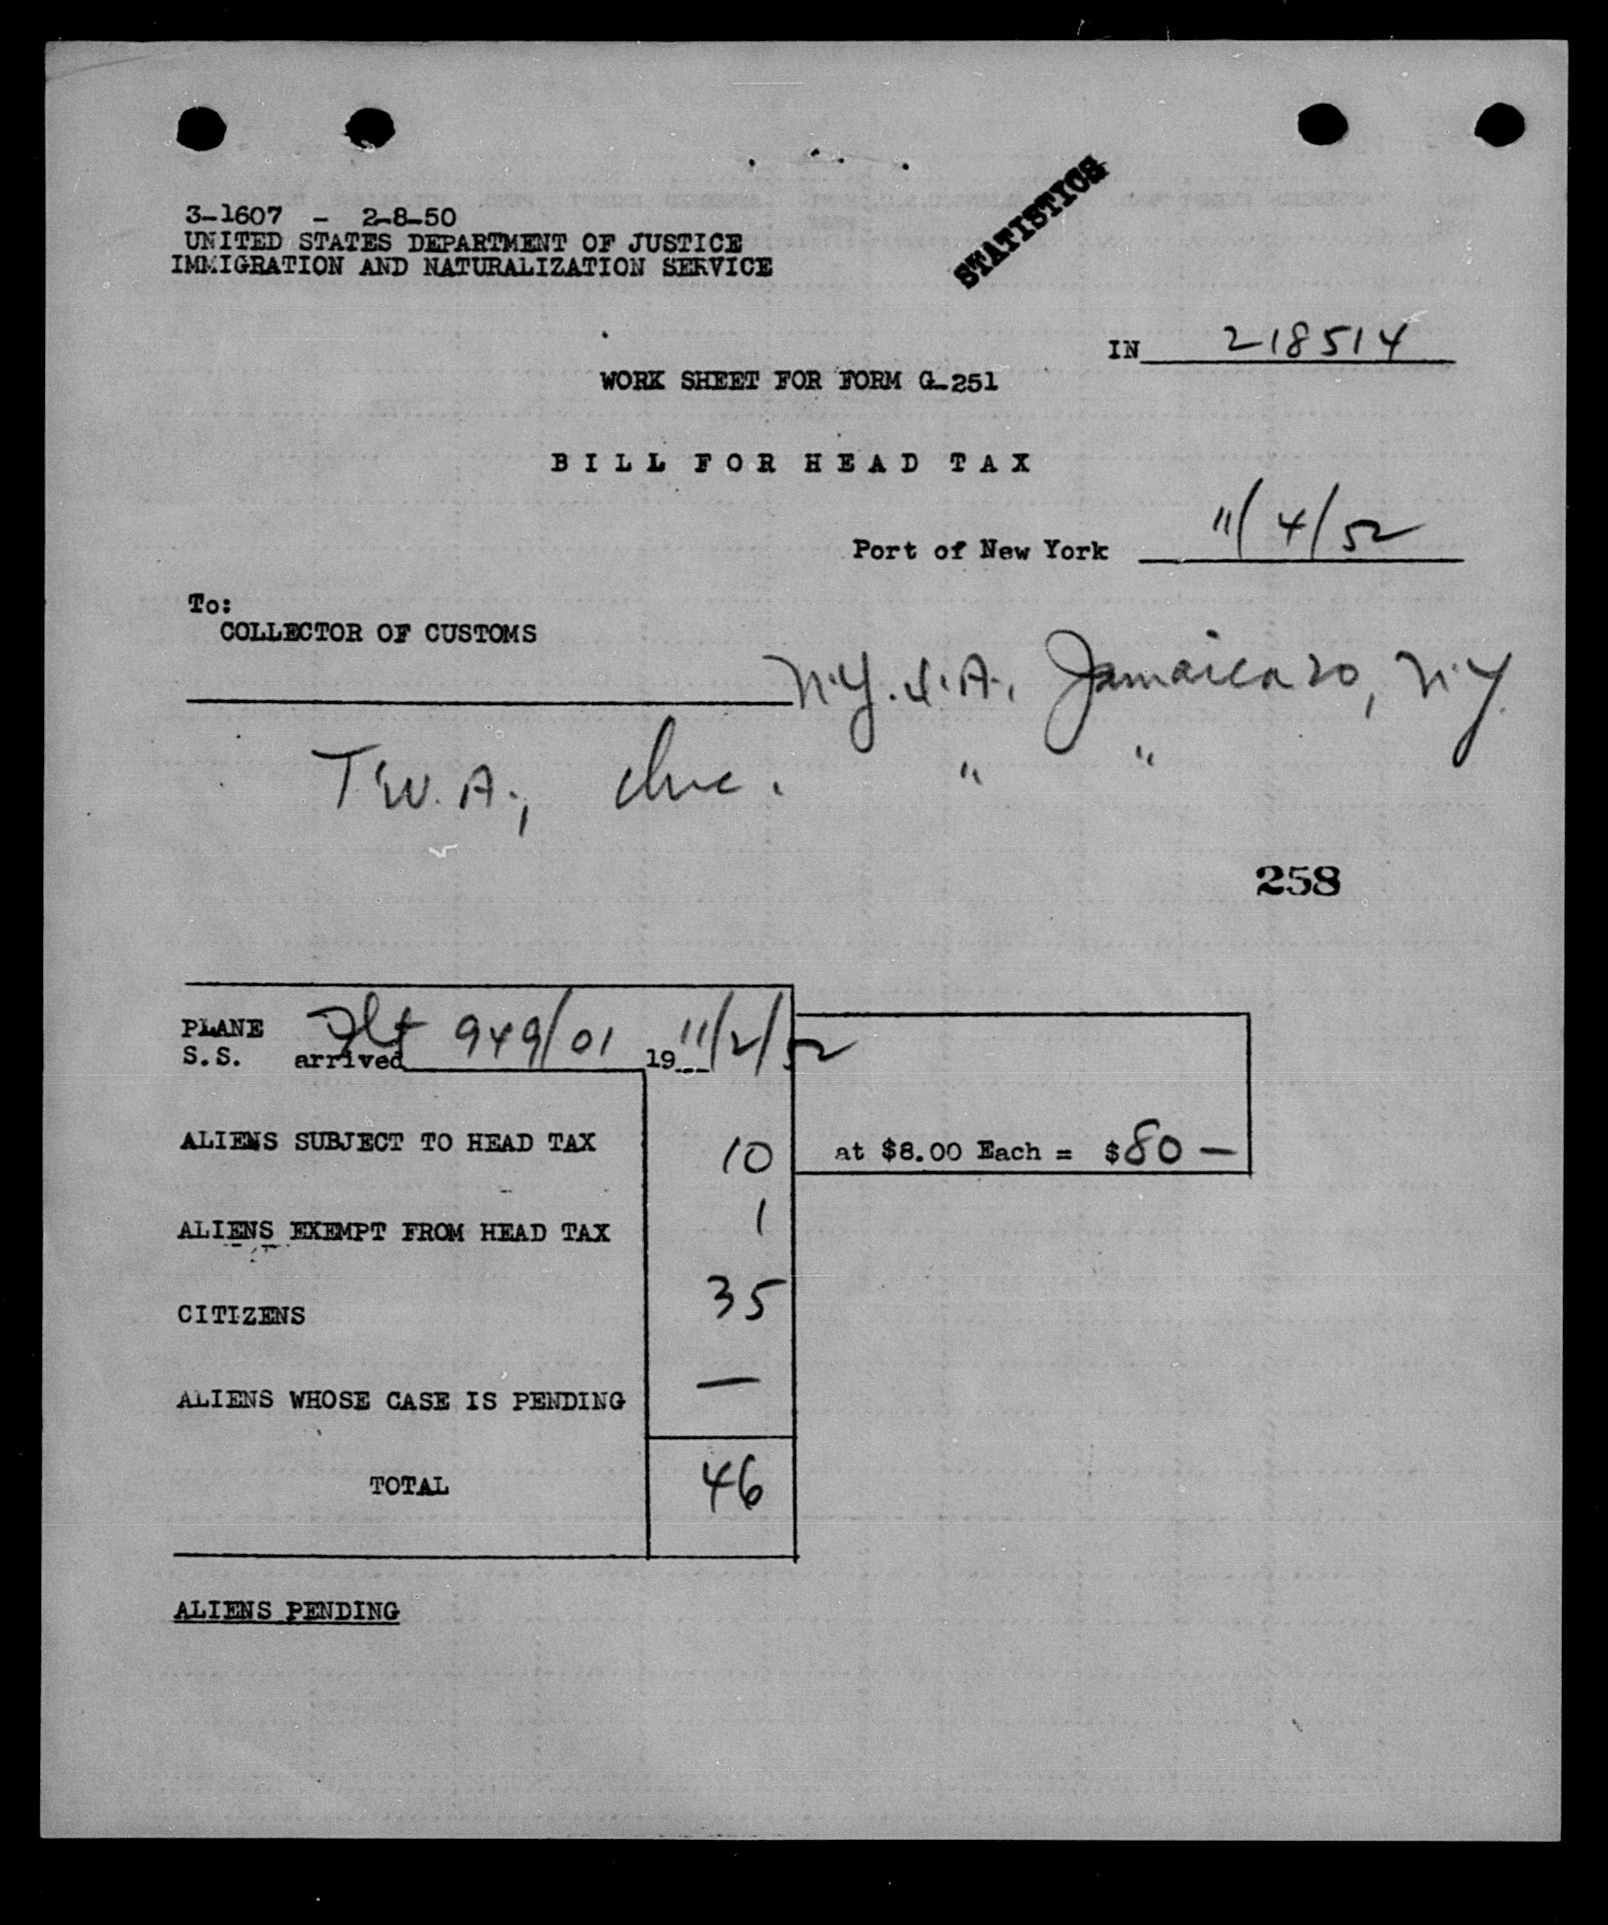 STATISTICS
3-1607 - 2-8-50
UNITED STATES DEPARTMENT OF JUSTICE
IMMIGRATION AND NATURALIZATION SERVICE
IN 218514
WORK SHEET FOR FORM G-251
BILL FOR HEAD TAX
Port of New York 11/4/52
To:
COLLECTOR OF CUSTOMS
N.Y.I.A., Jamaica 20, N.Y.
T.W.A., Inc. " "
258
PLANE Flt 949/01 11/2/52
S.S. arrived 19
ALIENS SUBJECT TO HEAD TAX 10 at $8.00 Each = $80 —
ALIENS EXEMPT FROM HEAD TAX 1
CITIZENS 35
ALIENS WHOSE CASE IS PENDING —
TOTAL 46
ALIENS PENDING